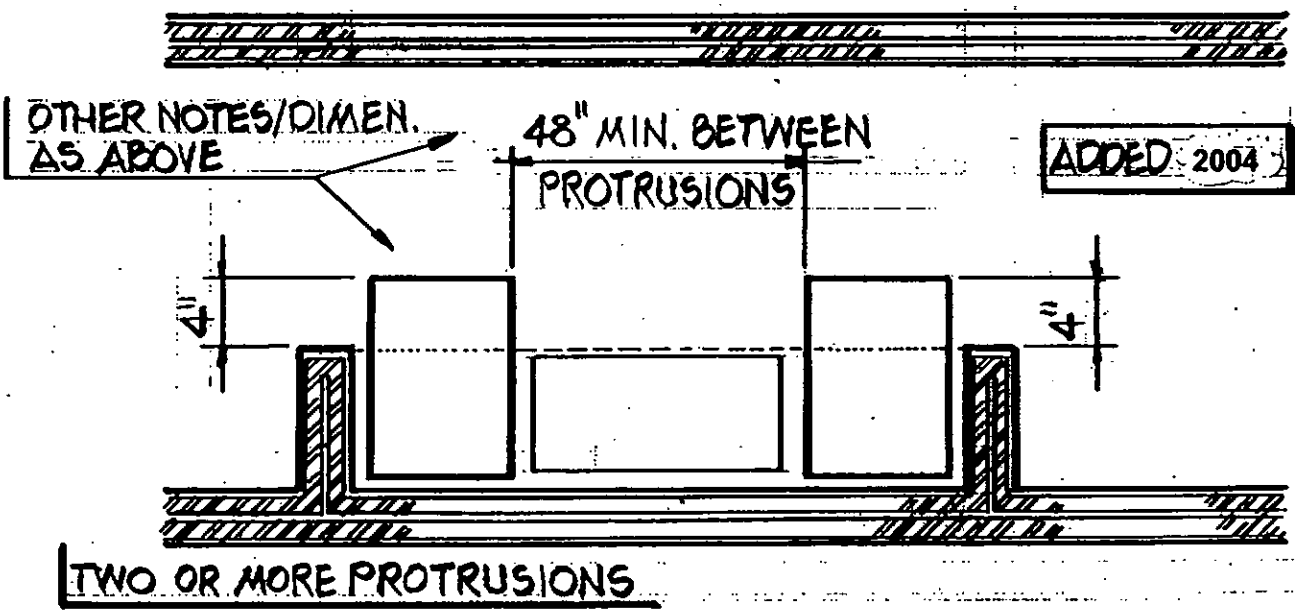 OTHER NOTES/DIMEN.
AS ABOVE
48" MIN. BETWEEN
PROTRUSIONS
ADDED 2004
4"
4"
TWO OR MORE PROTRUSIONS